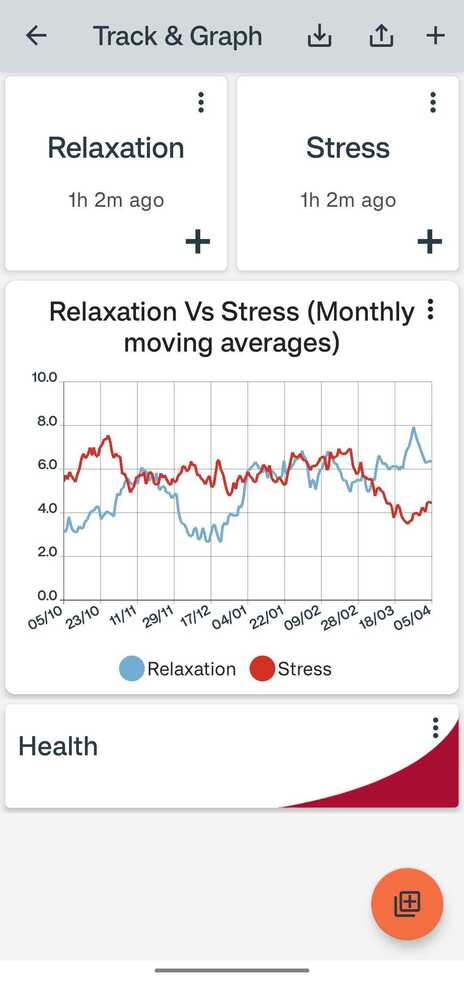 Track & Graph
Relaxation
1h 2m ago
Stress
1h 2m ago
Relaxation Vs Stress (Monthly
moving averages)
10.0
8.0
6.0
4.0
2.0
0.0
05/10
23/10
11/11
29/11
17/12
04/01
22/01
09/02
28/02
18/03
05/04
Relaxation
Stress
Health